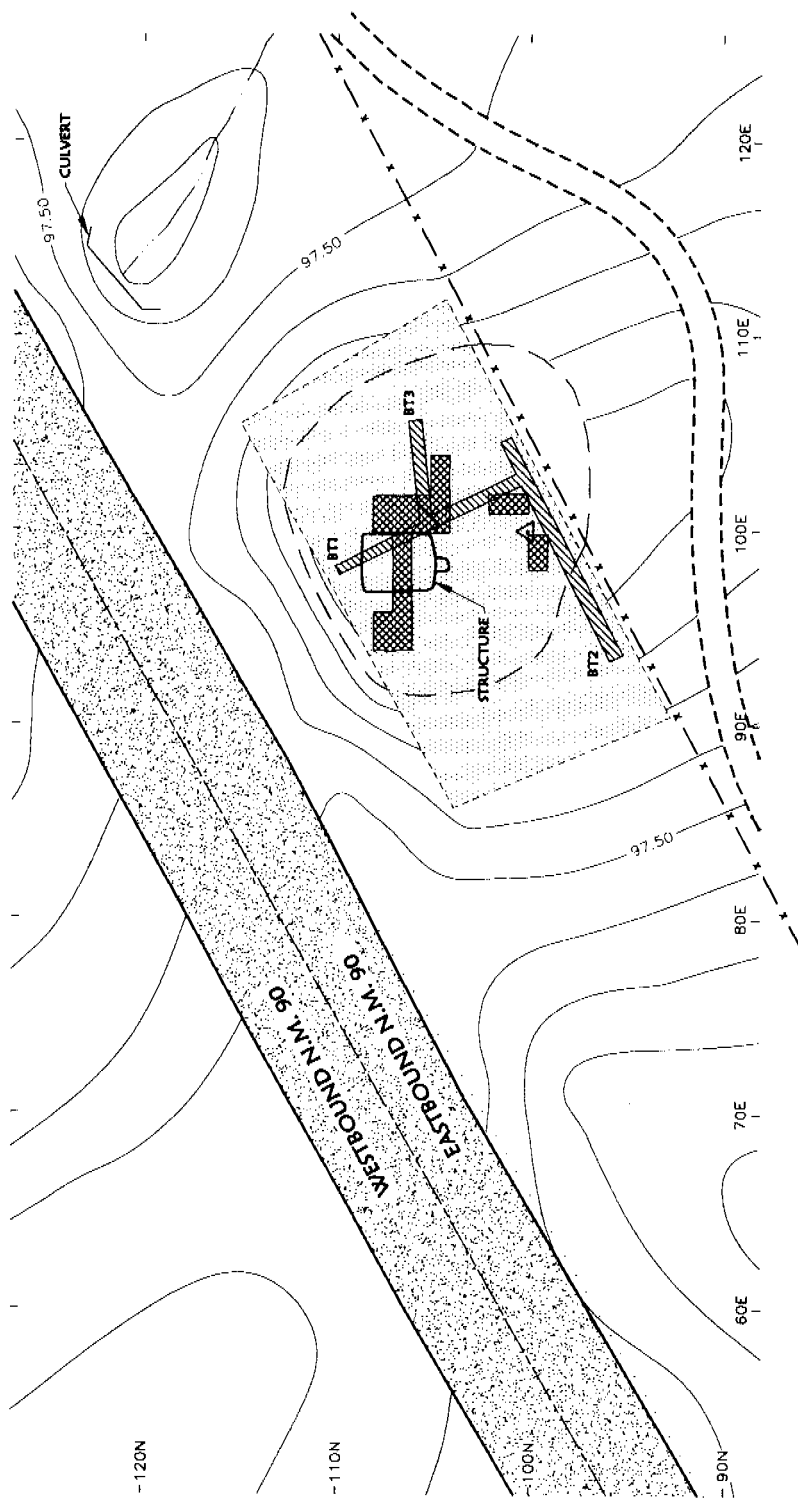 CULVERT
97.50
97.50
BT3
BT1
STRUCTURE
BT2
97.50
WESTBOUND N.M. 90
EASTBOUND N.M. 90
120N
110N
100N
90N
60E
70E
80E
90E
100E
110E
120E